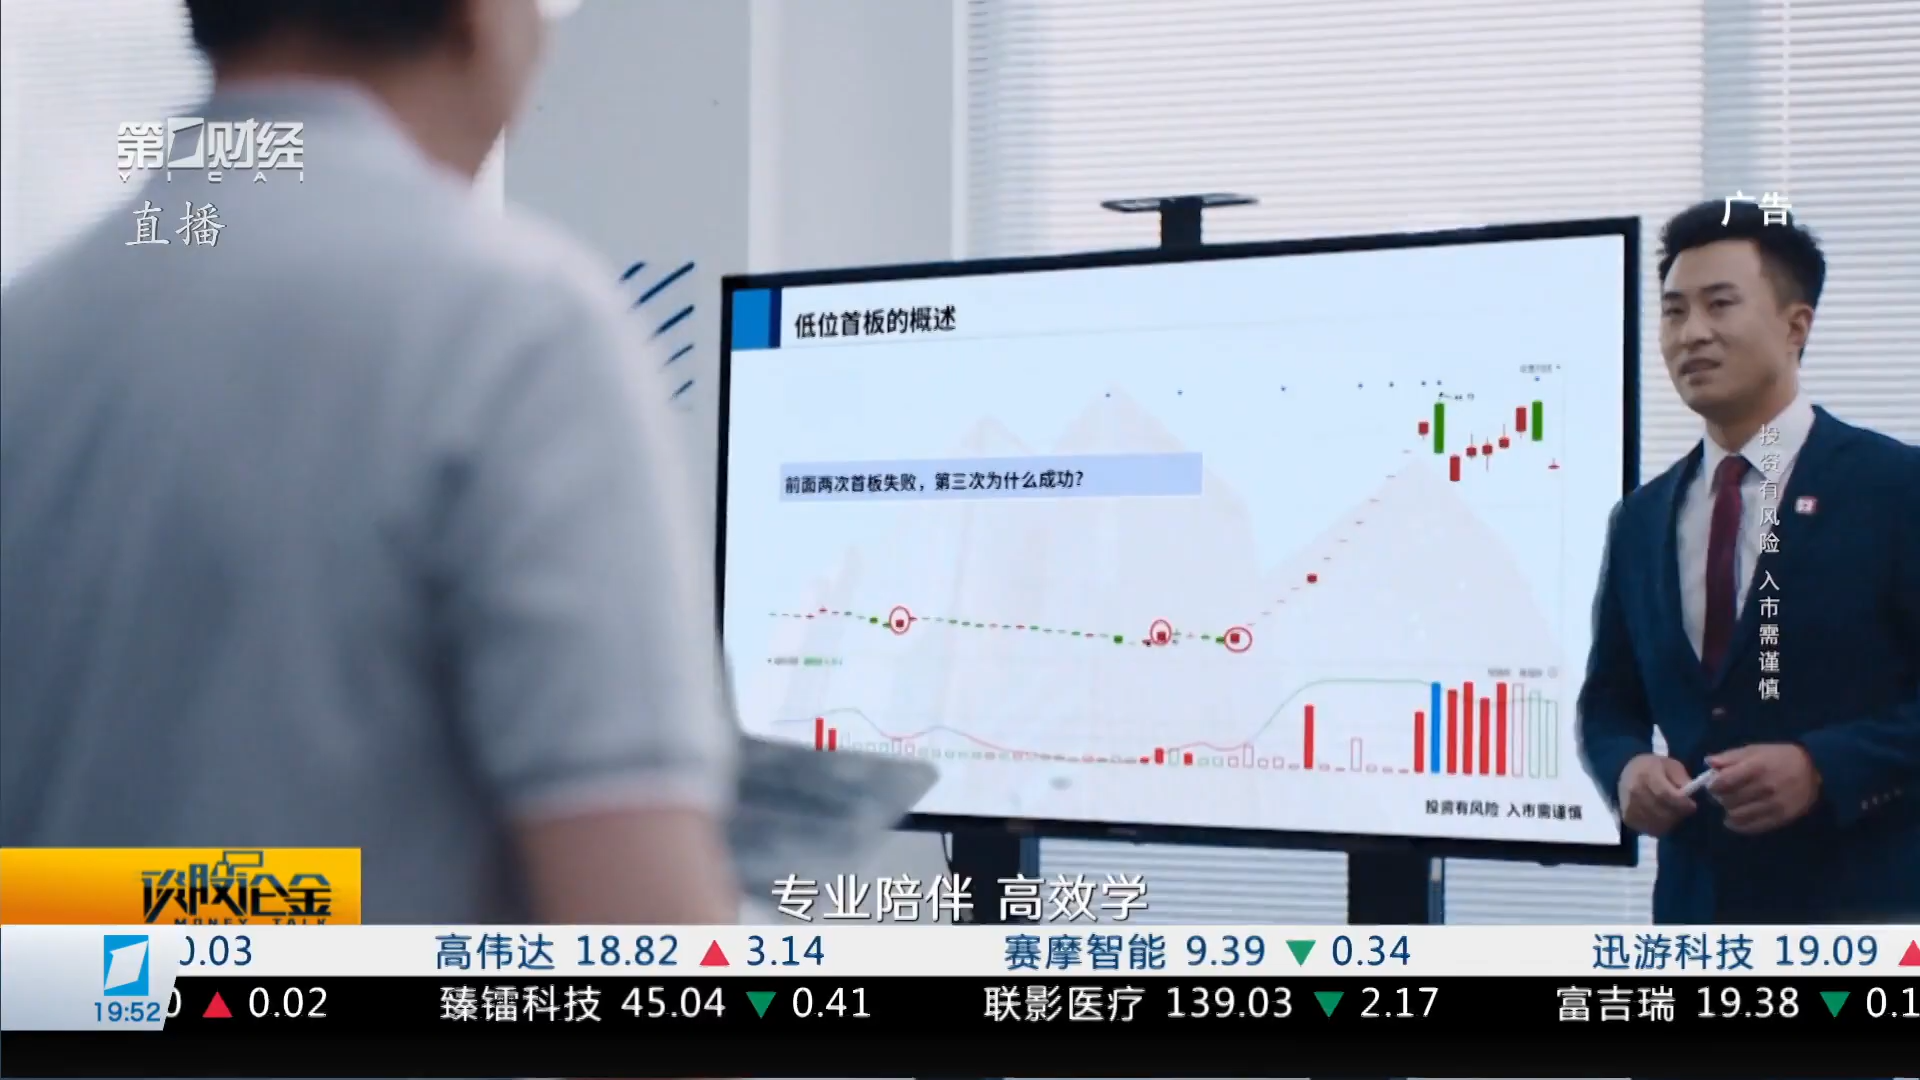 第一财经
YICAI
直播
广告
低位首板的概述
前面两次首板失败，第三次为什么成功？
投资有风险 入市需谨慎
投资有风险 入市需谨慎
谈股论金
MONEY TALK
专业陪伴 高效学
0.03 高伟达 18.82 ▲ 3.14 赛摩智能 9.39 ▼ 0.34 迅游科技 19.09 ▲
19:52
0 ▲ 0.02 臻镭科技 45.04 ▼ 0.41 联影医疗 139.03 ▼ 2.17 富吉瑞 19.38 ▼ 0.1